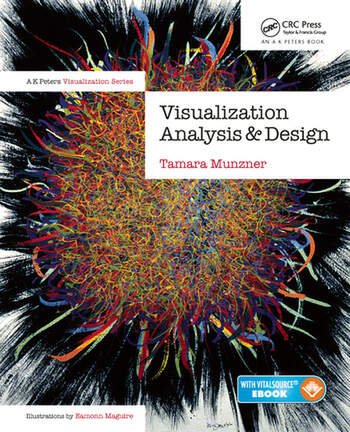 CRC Press
Taylor & Francis Group
AN A K PETERS BOOK
A K Peters Visualization Series
Visualization
Analysis & Design
Tamara Munzner
WITH VITALSOURCE®
EBOOK
Illustrations by Eamonn Maguire